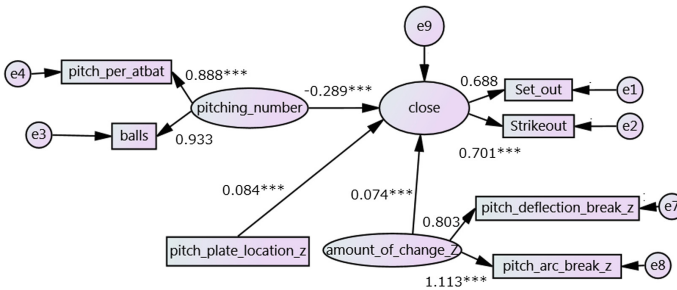 e9
e4
pitch_per_atbat
0.888***
-0.289***
0.688
Set_out
e1
pitching_number
close
e3
balls
0.933
Strikeout
e2
0.701***
0.084***
0.074***
0.803
pitch_deflection_break_z
e7
pitch_plate_location_z
amount_of_change_Z
pitch_arc_break_z
e8
1.113***